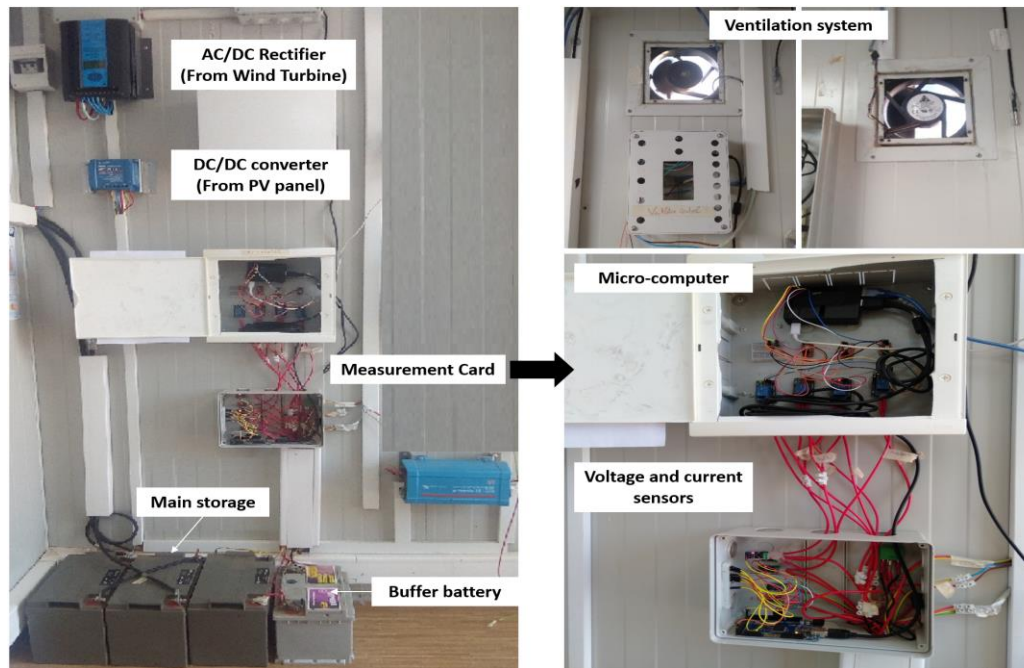 AC/DC Rectifier
(From Wind Turbine)
DC/DC converter
(From PV panel)
Measurement Card
Main storage
Buffer battery
Ventilation system
Micro-computer
Voltage and current
sensors